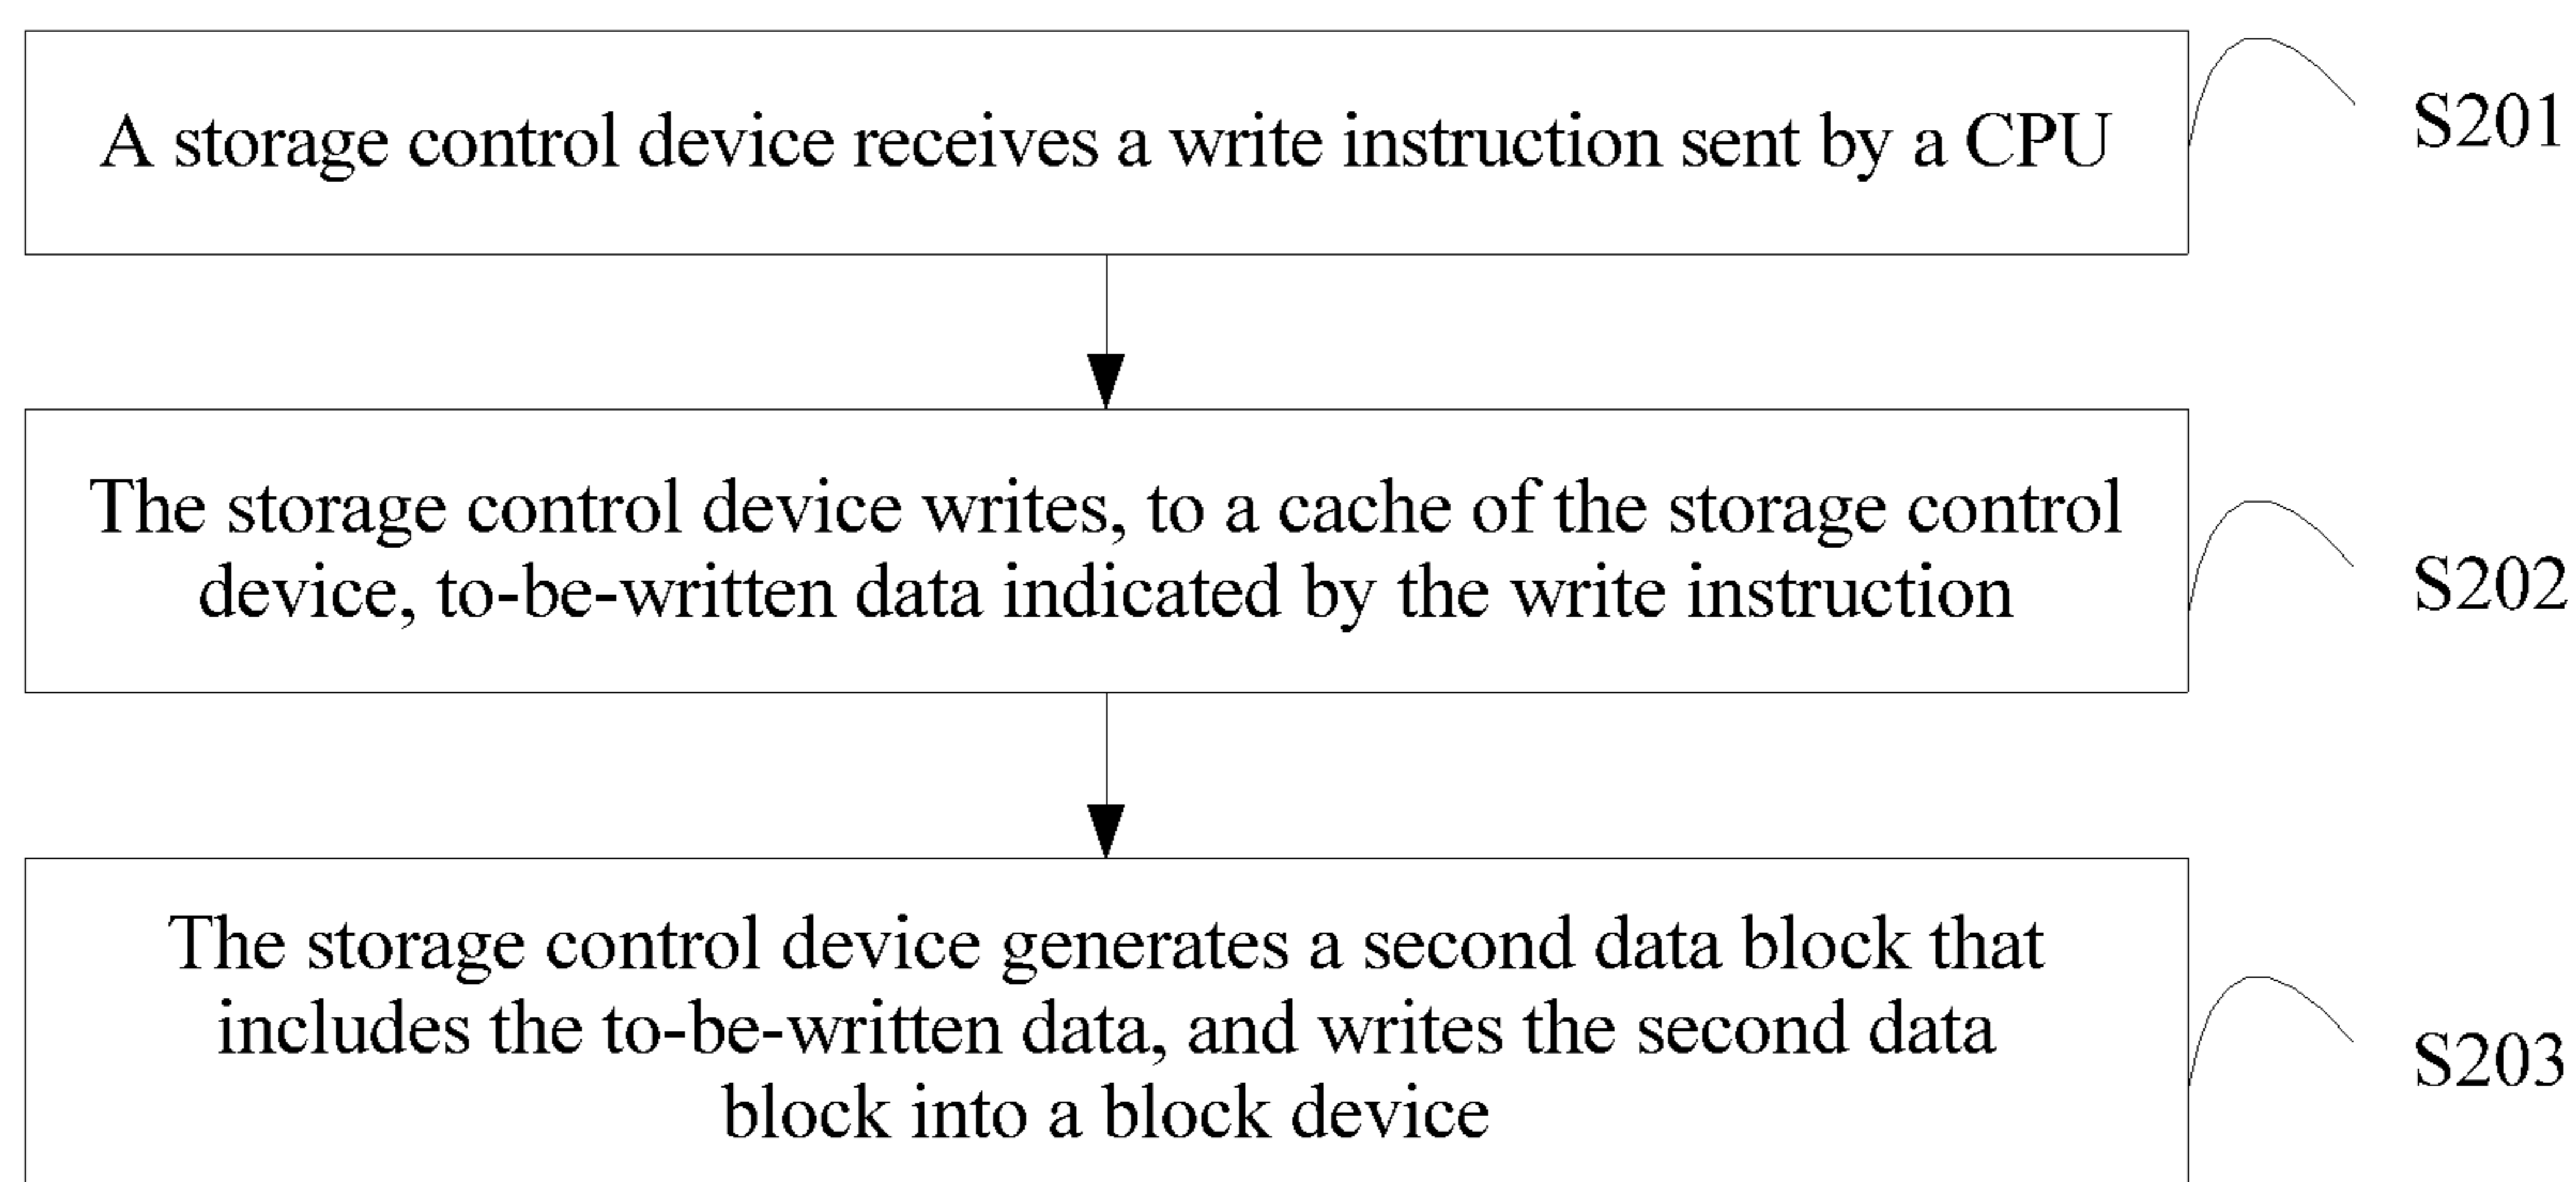 A storage control device receives a write instruction sent by a CPU
S201
The storage control device writes, to a cache of the storage control
device, to-be-written data indicated by the write instruction
S202
The storage control device generates a second data block that
includes the to-be-written data, and writes the second data
block into a block device
S203